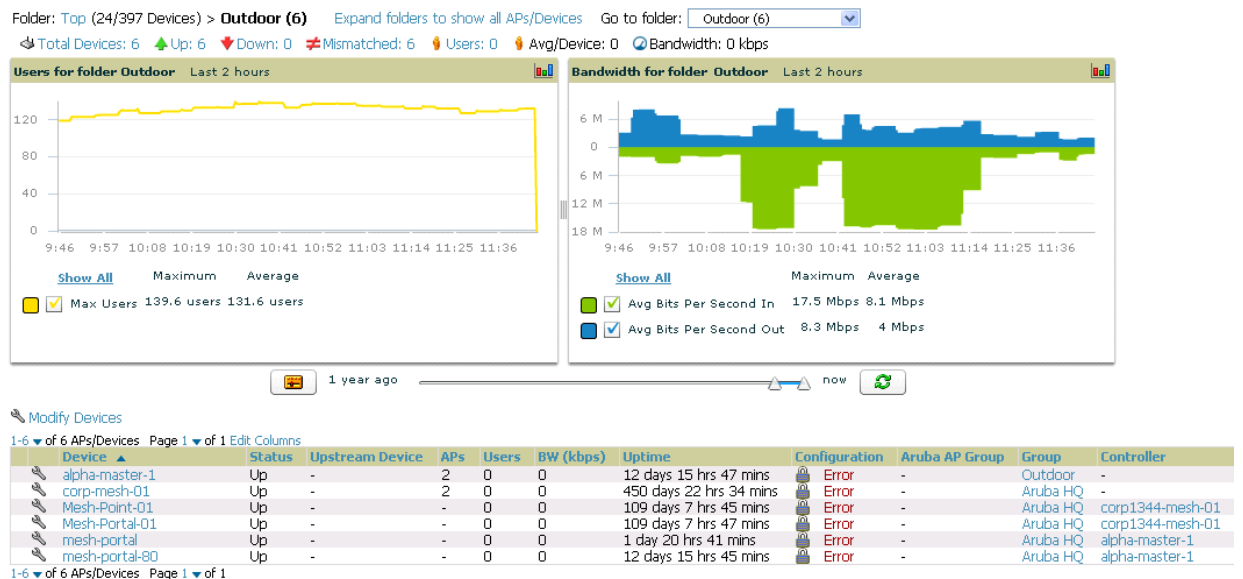 Folder: Top (24/397 Devices) > Outdoor (6) Expand folders to show all APs/Devices Go to folder: Outdoor (6)
Total Devices: 6 Up: 6 Down: 0 Mismatched: 6 Users: 0 Avg/Device: 0 Bandwidth: 0 kbps
Users for folder Outdoor Last 2 hours
120
80
40
0
9:46 9:57 10:08 10:19 10:30 10:41 10:52 11:03 11:14 11:25 11:36
Show All Maximum Average
Max Users 139.6 users 131.6 users
Bandwidth for folder Outdoor Last 2 hours
6 M
0
6 M
12 M
18 M
9:46 9:57 10:08 10:19 10:30 10:41 10:52 11:03 11:14 11:25 11:36
Show All Maximum Average
Avg Bits Per Second In 17.5 Mbps 8.1 Mbps
Avg Bits Per Second Out 8.3 Mbps 4 Mbps
1 year ago now
Modify Devices
1-6 of 6 APs/Devices Page 1 of 1 Edit Columns
Device Status Upstream Device APs Users BW (kbps) Uptime Configuration Aruba AP Group Group Controller
alpha-master-1 Up - 2 0 0 12 days 15 hrs 47 mins Error - Outdoor -
corp-mesh-01 Up - 2 0 0 450 days 22 hrs 34 mins Error - Aruba HQ -
Mesh-Point-01 Up - - 0 0 109 days 7 hrs 45 mins Error - Aruba HQ corp1344-mesh-01
Mesh-Portal-01 Up - - 0 0 109 days 7 hrs 47 mins Error - Aruba HQ corp1344-mesh-01
mesh-portal Up - - 0 0 1 day 20 hrs 41 mins Error - Aruba HQ alpha-master-1
mesh-portal-80 Up - - 0 0 12 days 15 hrs 45 mins Error - Aruba HQ alpha-master-1
1-6 of 6 APs/Devices Page 1 of 1